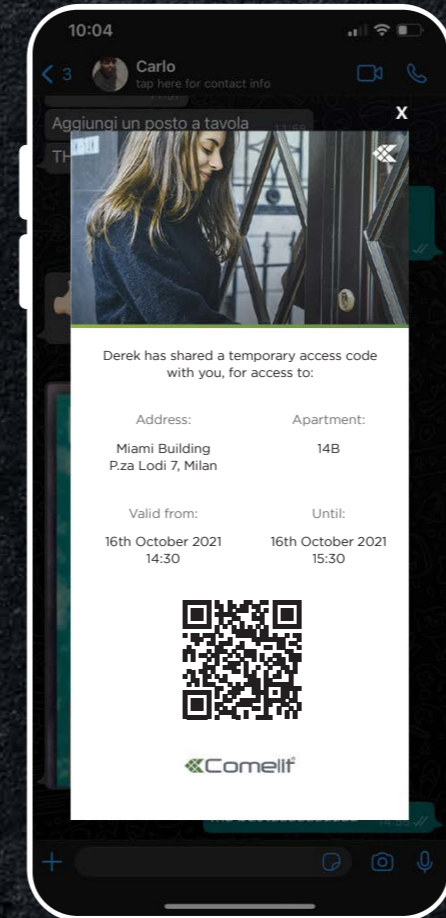 10:04
3
Carlo
tap here for contact info
Aggiungi un posto a tavola
TH
X
Derek has shared a temporary access code
with you, for access to:
Address:
Apartment:
Miami Building
14B
P.za Lodi 7, Milan
Valid from:
Until:
16th October 2021
16th October 2021
14:30
15:30
Comelit